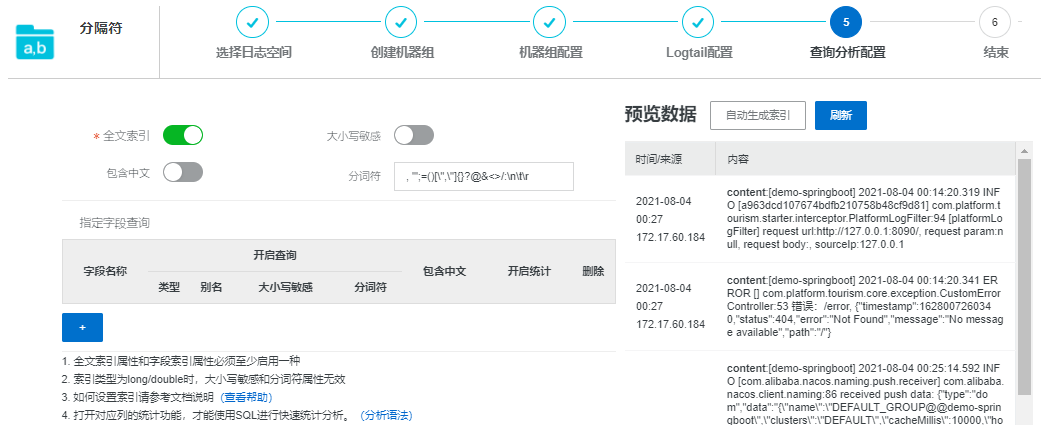 a,b
分隔符
选择日志空间
创建机器组
机器组配置
Logtail配置
5
查询分析配置
6
结束
* 全文索引
大小写敏感
包含中文
分词符
, '";=()[\",\"]{}?@&<>/:\n\t\r
指定字段查询
字段名称
开启查询
类型
别名
大小写敏感
分词符
包含中文
开启统计
删除
+
1. 全文索引属性和字段索引属性必须至少启用一种
2. 索引类型为long/double时，大小写敏感和分词符属性无效
3. 如何设置索引请参考文档说明（查看帮助）
4. 打开对应列的统计功能，才能使用SQL进行快速统计分析。（分析语法）
预览数据
自动生成索引
刷新
时间/来源
内容
2021-08-04
00:27
172.17.60.184
content:[demo-springboot] 2021-08-04 00:14:20.319 INF
O [a963dcd107674bdfb210758b48cf9d81] com.platform.t
ourism.starter.interceptor.PlatformLogFilter:94 [platformLo
gFilter] request url:http://127.0.0.1:8090/, request param:n
ull, request body:, sourceIp:127.0.0.1
2021-08-04
00:27
172.17.60.184
content:[demo-springboot] 2021-08-04 00:14:20.341 ER
ROR [] com.platform.tourism.core.exception.CustomError
Controller:53 错误：/error, {"timestamp":162800726034
0,"status":404,"error":"Not Found","message":"No messag
e available","path":"/"}
content:[demo-springboot] 2021-08-04 00:25:14.592 INF
O [com.alibaba.nacos.naming.push.receiver] com.alibaba.
nacos.client.naming:86 received push data: {"type":"do
m","data":"{\"name\":\"DEFAULT_GROUP@@demo-sprin
gboot\",\"clusters\":\"DEFAULT\",\"cacheMillis\":10000,\"ho